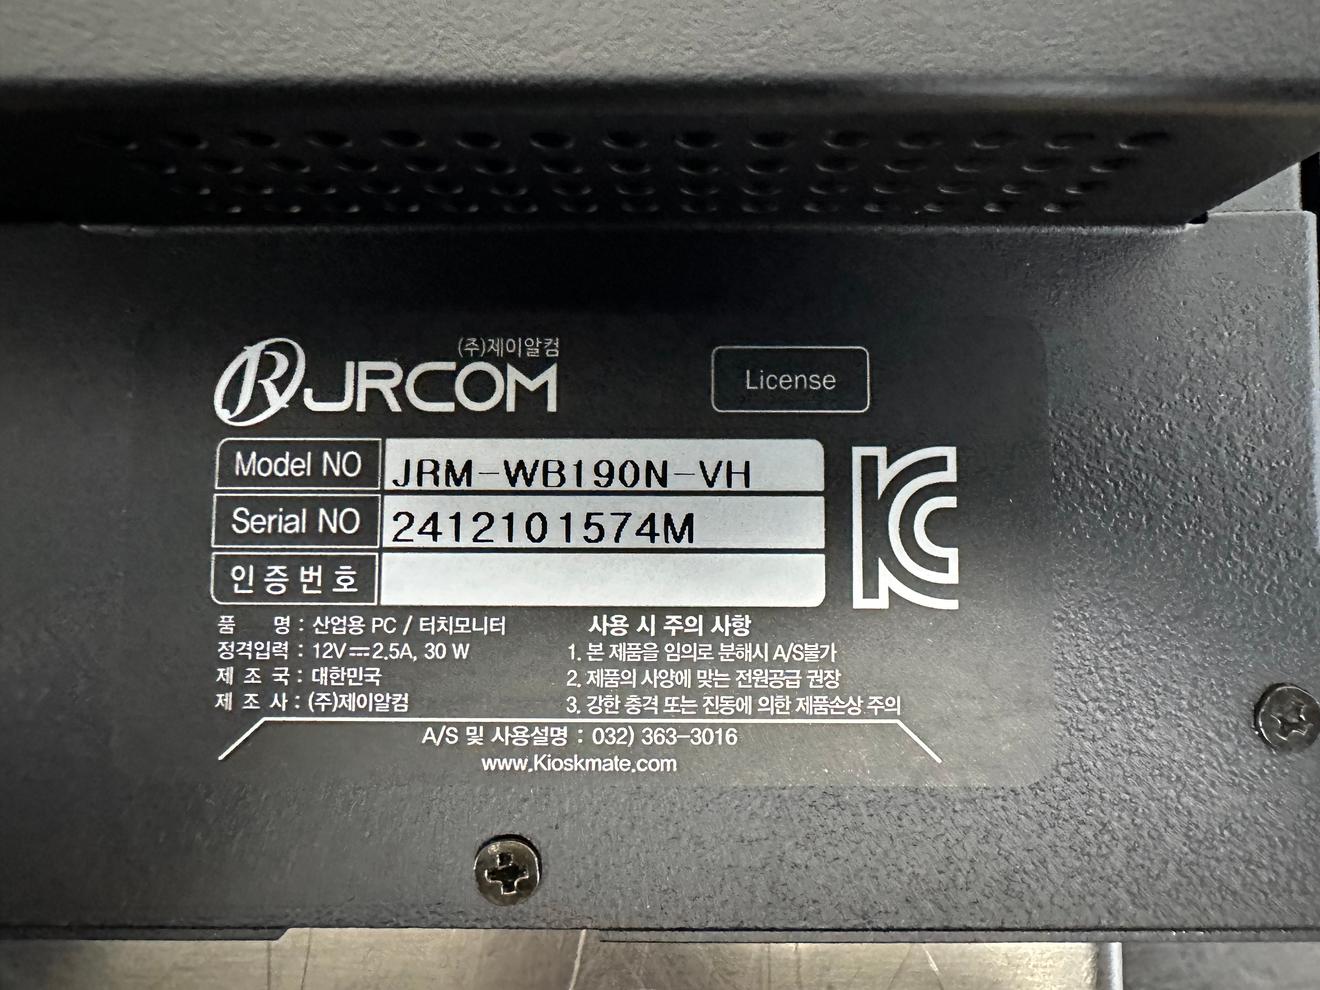 (주)제이알컴
JRCOM
License
Model NO JRM-WB190N-VH
Serial NO 2412101574M
인증번호
품 명 : 산업용 PC / 터치모니터
정격입력 : 12V⎓2.5A, 30 W
제 조 국 : 대한민국
제 조 사 : (주)제이알컴
사용 시 주의 사항
1. 본 제품을 임의로 분해시 A/S불가
2. 제품의 사양에 맞는 전원공급 권장
3. 강한 충격 또는 진동에 의한 제품손상 주의
A/S 및 사용설명 : 032) 363-3016
www.Kioskmate.com